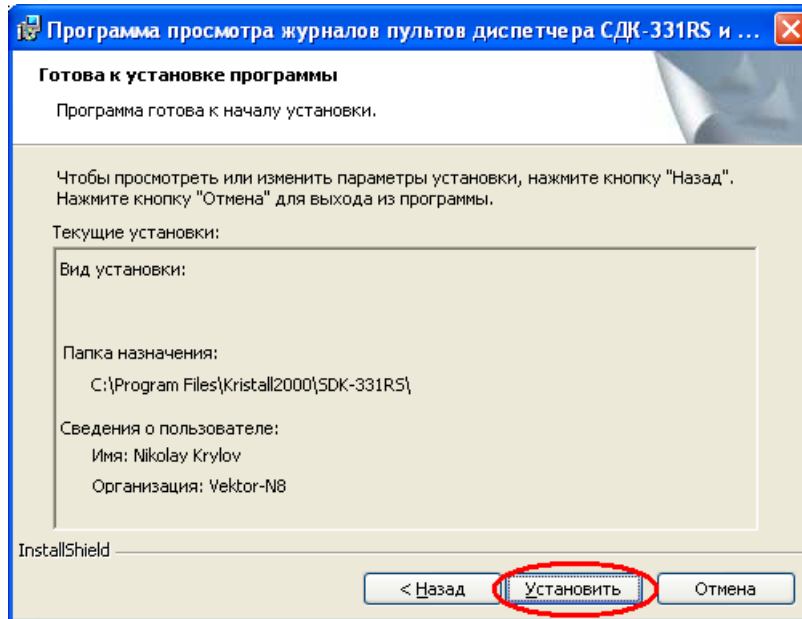 Программа просмотра журналов пультов диспетчера СДК-331RS и ...
Готова к установке программы
Программа готова к началу установки.
Чтобы просмотреть или изменить параметры установки, нажмите кнопку "Назад".
Нажмите кнопку "Отмена" для выхода из программы.
Текущие установки:
Вид установки:
Папка назначения:
C:\Program Files\Kristall2000\SDK-331RS\
Сведения о пользователе:
Имя: Nikolay Krylov
Организация: Vektor-N8
InstallShield
< Назад
Установить
Отмена